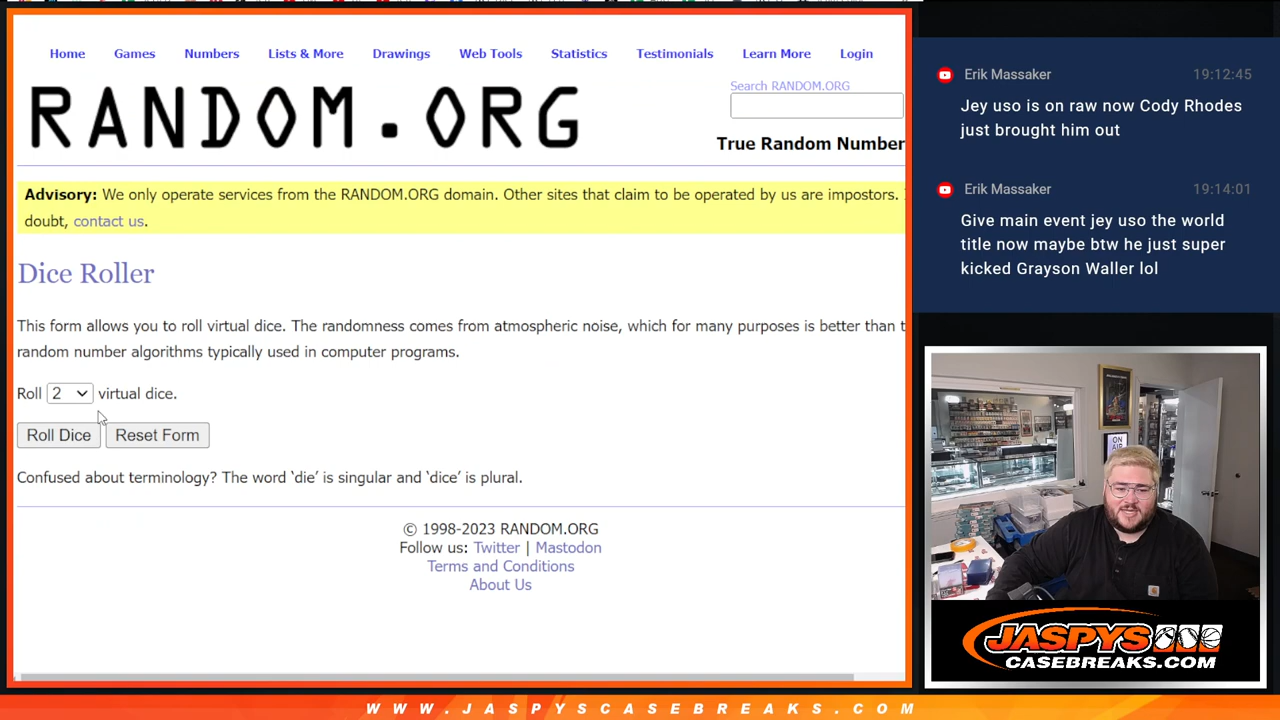 Home Games Numbers Lists & More Drawings Web Tools Statistics Testimonials Learn More Login
RANDOM.ORG
Search RANDOM.ORG
True Random Number
Advisory: We only operate services from the RANDOM.ORG domain. Other sites that claim to be operated by us are impostors.
doubt, contact us.
Dice Roller
This form allows you to roll virtual dice. The randomness comes from atmospheric noise, which for many purposes is better than t
random number algorithms typically used in computer programs.
Roll 2 virtual dice.
Roll Dice Reset Form
Confused about terminology? The word ‘die’ is singular and ‘dice’ is plural.
© 1998-2023 RANDOM.ORG
Follow us: Twitter | Mastodon
Terms and Conditions
About Us
Erik Massaker 19:12:45
Jey uso is on raw now Cody Rhodes
just brought him out
Erik Massaker 19:14:01
Give main event jey uso the world
title now maybe btw he just super
kicked Grayson Waller lol
ON
AIR
JASPYS
CASEBREAKS.COM
WWW.JASPYSCASEBREAKS.COM